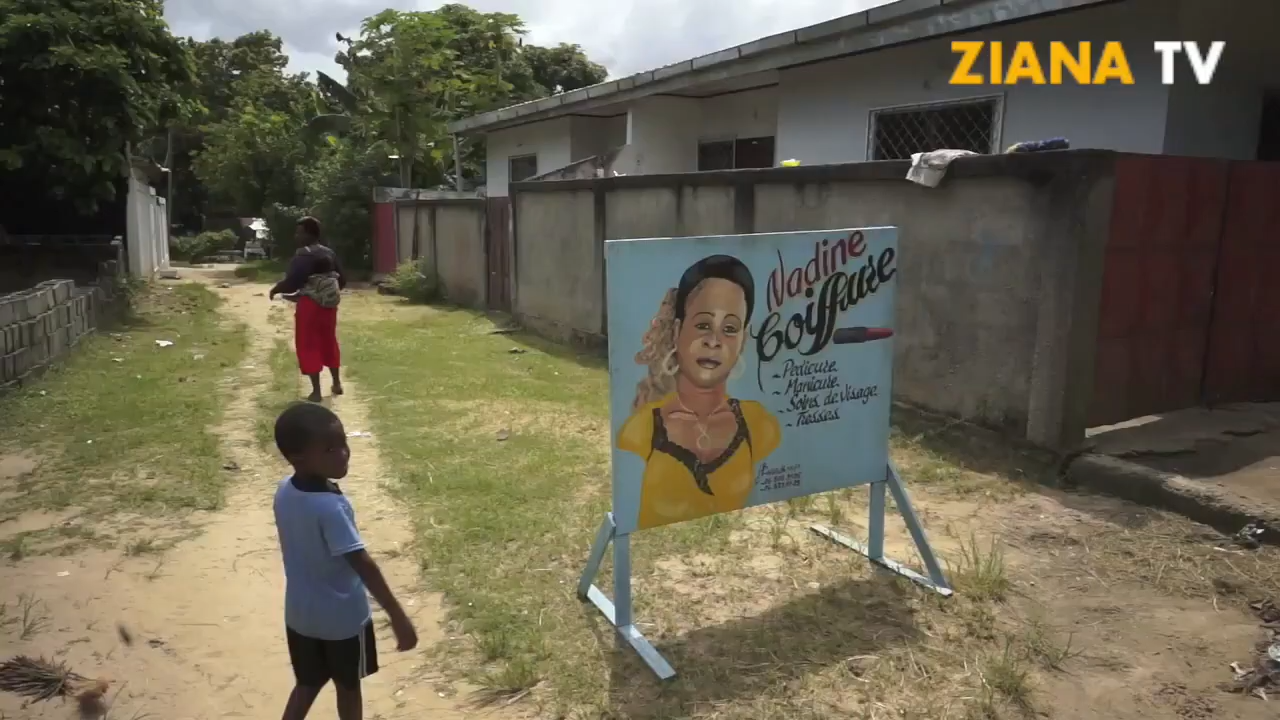 ZIANA TV
Nadine
Coiffure
- Pedicure
- Manicure
- Soins de Visage
- Tresses